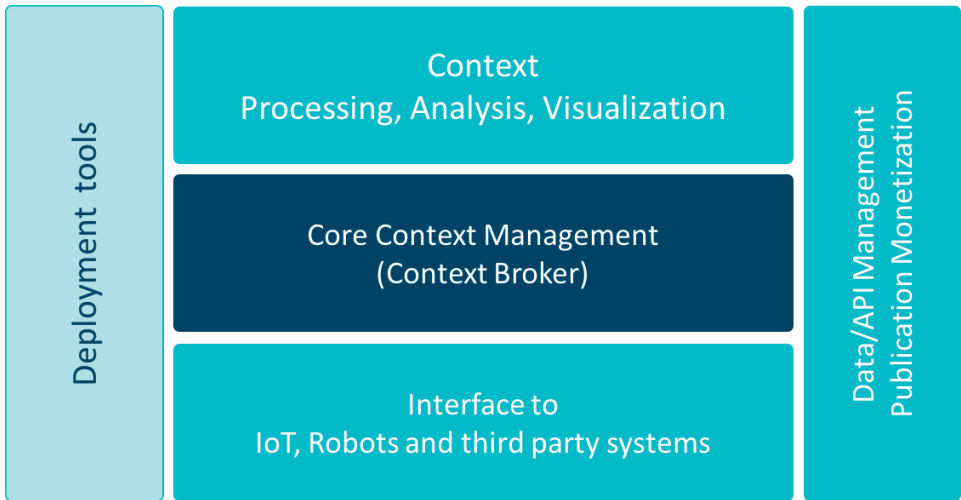 Deployment tools
Context
Processing, Analysis, Visualization
Core Context Management
(Context Broker)
Interface to
IoT, Robots and third party systems
Data/API Management
Publication Monetization